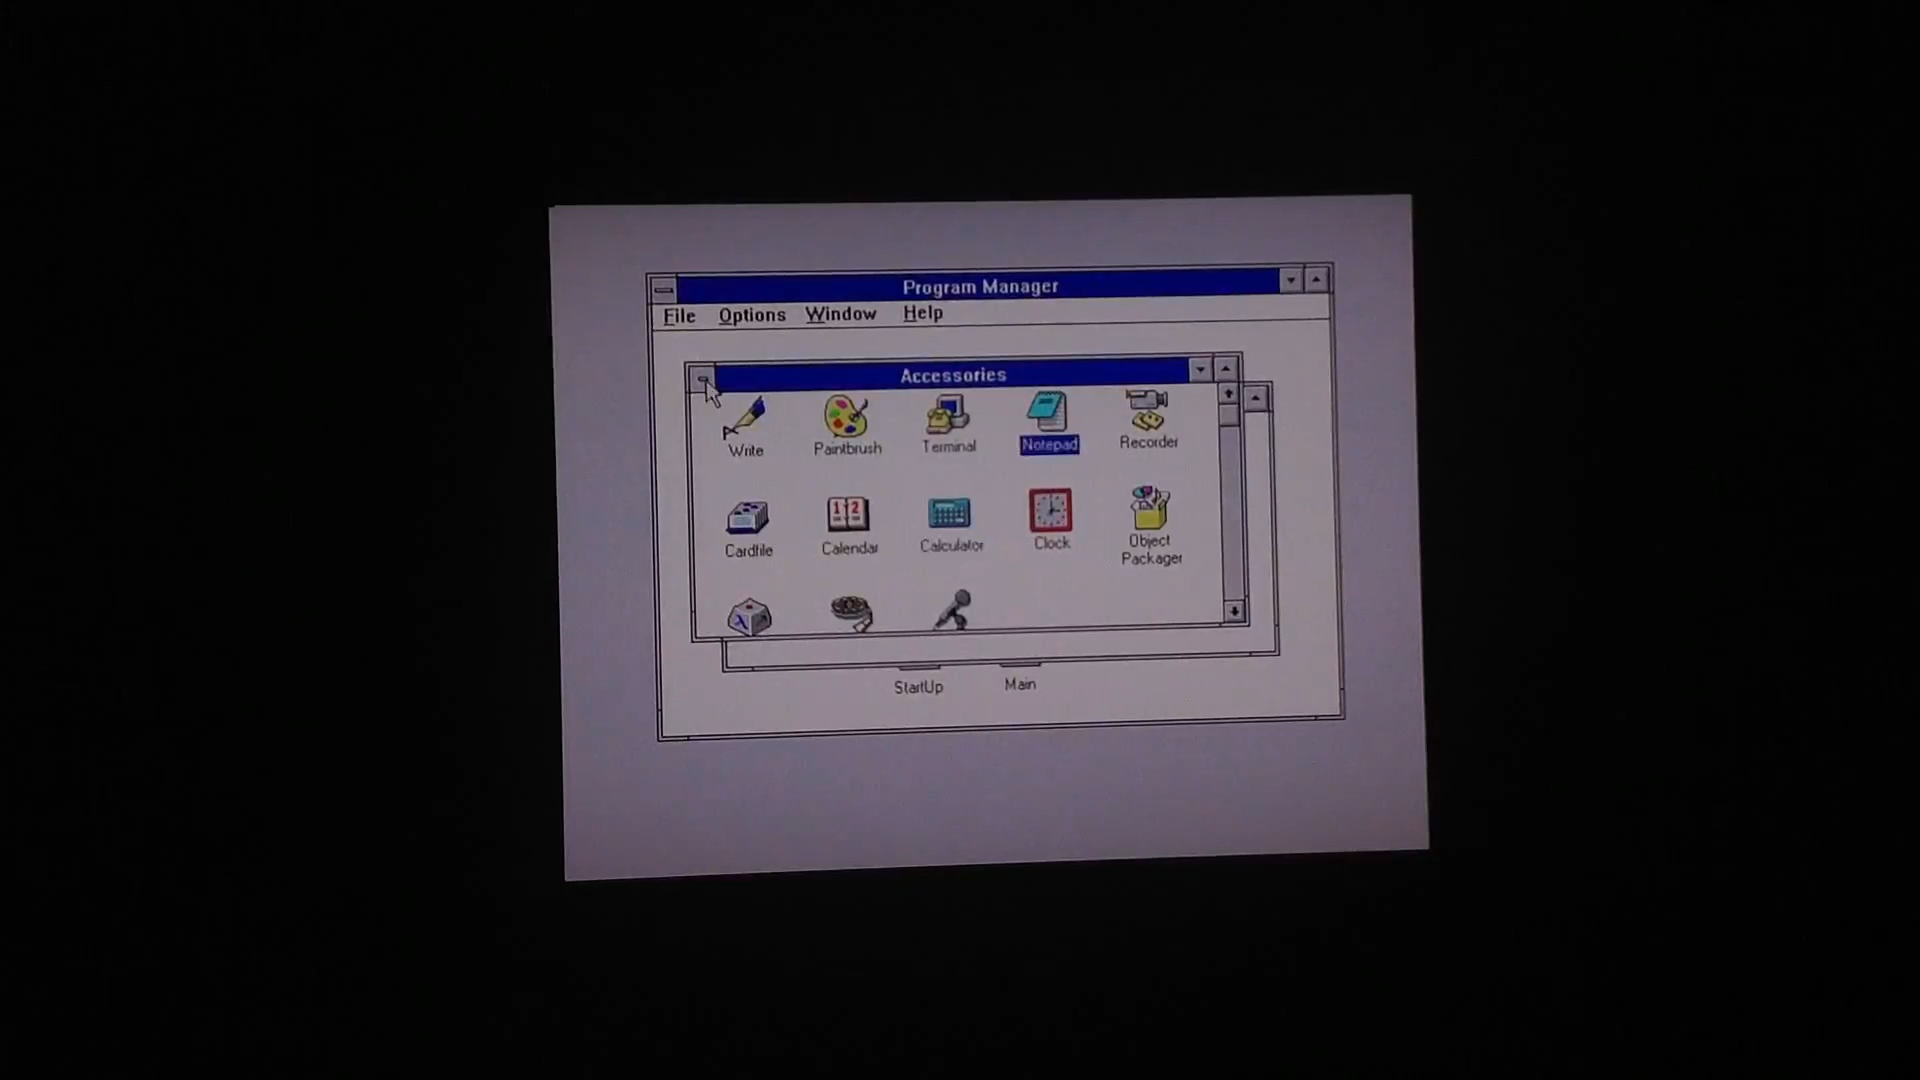 Program Manager
File Options Window Help
Accessories
Write Paintbrush Terminal Notepad Recorder
Cardfile Calendar Calculator Clock Object
Packager
StartUp Main